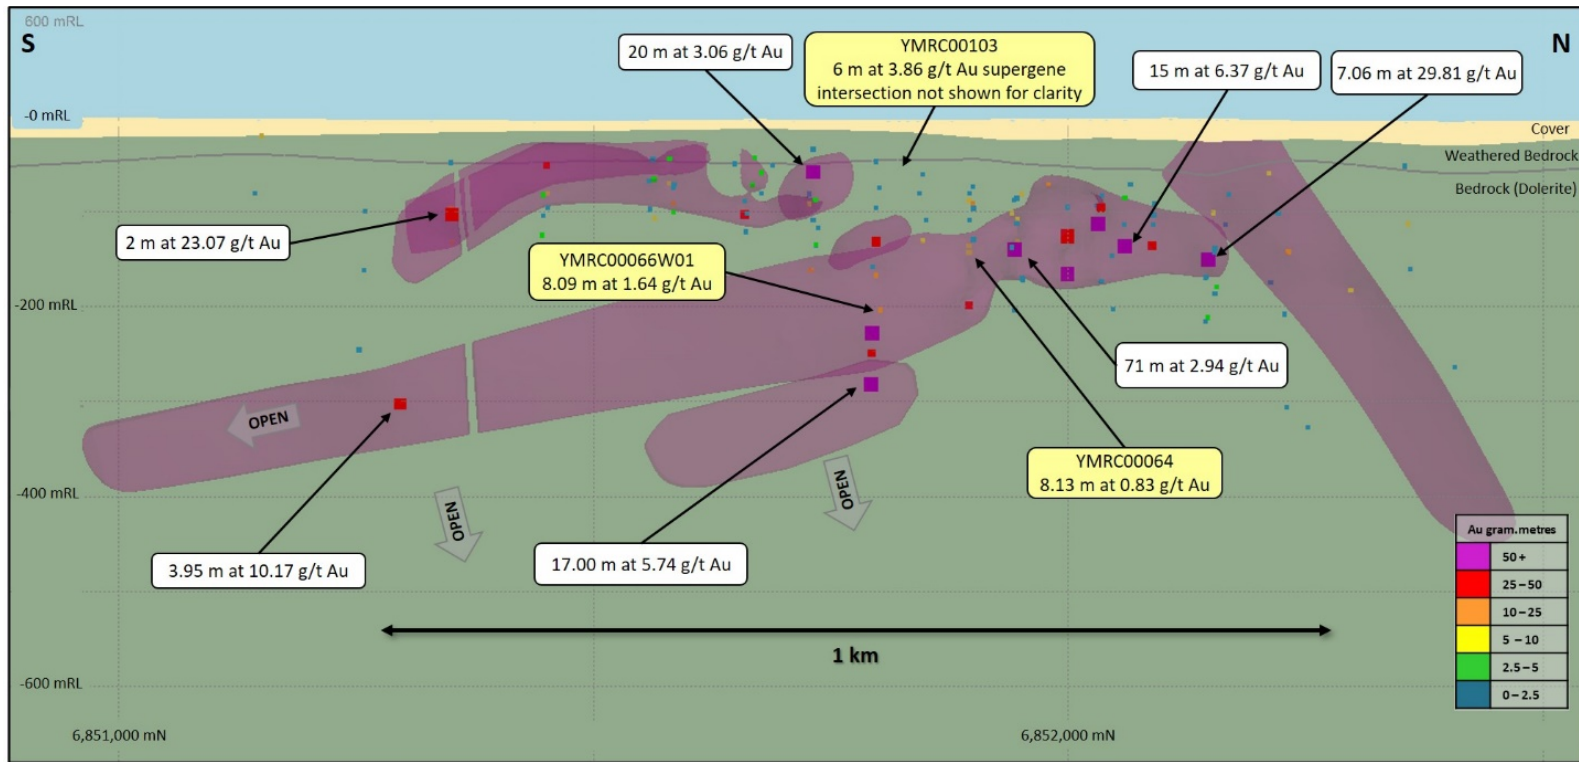 600 mRL
S
N
20 m at 3.06 g/t Au
YMRC00103
6 m at 3.86 g/t Au supergene
intersection not shown for clarity
15 m at 6.37 g/t Au
7.06 m at 29.81 g/t Au
-0 mRL
Cover
Weathered Bedrock
Bedrock (Dolerite)
2 m at 23.07 g/t Au
YMRC00066W01
8.09 m at 1.64 g/t Au
-200 mRL
71 m at 2.94 g/t Au
OPEN
YMRC00064
8.13 m at 0.83 g/t Au
-400 mRL
OPEN
OPEN
3.95 m at 10.17 g/t Au
17.00 m at 5.74 g/t Au
Au gram.metres
50+
25–50
10–25
5 – 10
2.5–5
0–2.5
1 km
-600 mRL
6,851,000 mN
6,852,000 mN